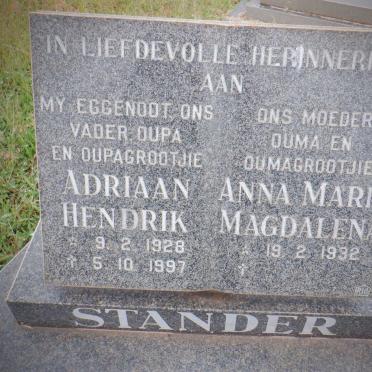 IN LIEFDEVOLLE HERINNERI
AAN
MY EGGENOOT ONS
VADER OUPA
EN OUPAGROOTJIE
ADRIAAN
HENDRIK
* 9.2.1928
† 5.10.1997
ONS MOEDER
OUMA EN
OUMAGROOTJIE
ANNA MARI
MAGDALENA
* 19.2.1932
†
STANDER